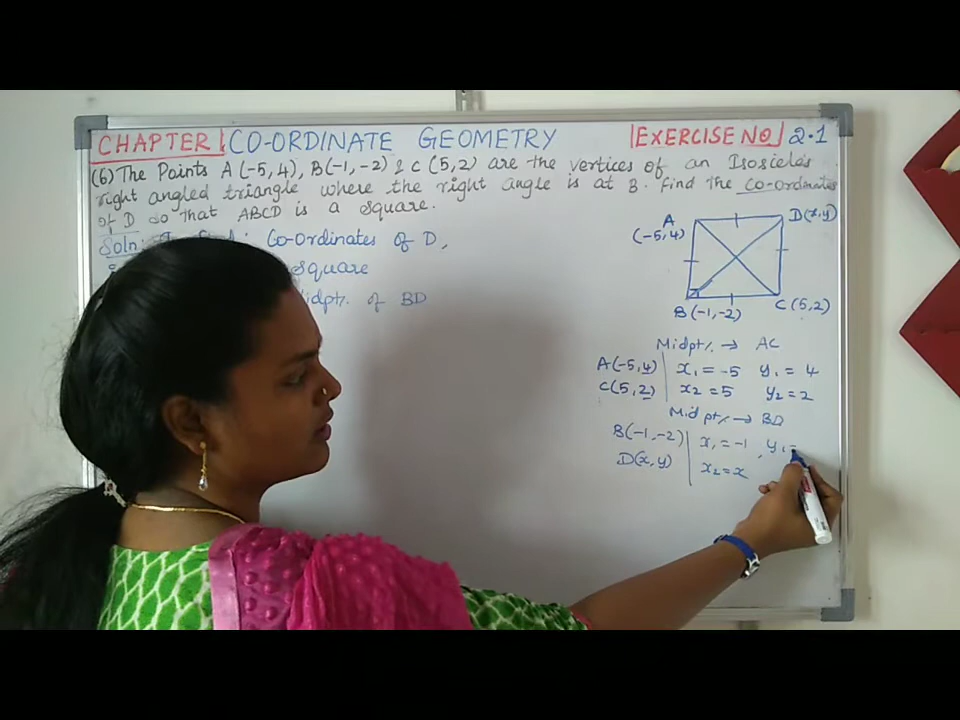 CHAPTER 1 CO-ORDINATE GEOMETRY EXERCISE NO 2.1
(6) The Points A (-5, 4), B(-1, -2) & C (5, 2) are the vertices of an Isosceles
right angled triangle where the right angle is at B. Find the Co-ordinates
of D so that ABCD is a Square.
Soln: Co-Ordinates of D,
Square
Midpt. of BD
A
(-5,4)
D(x,y)
B(-1,-2)
C (5,2)
Midpt. → AC
A(-5,4) x₁ = -5 y₁ = 4
C(5,2) x₂ = 5 y₂ = 2
Midpt. → BD
B(-1,-2) x₁ = -1, y₁ =
D(x,y) x₂ = x